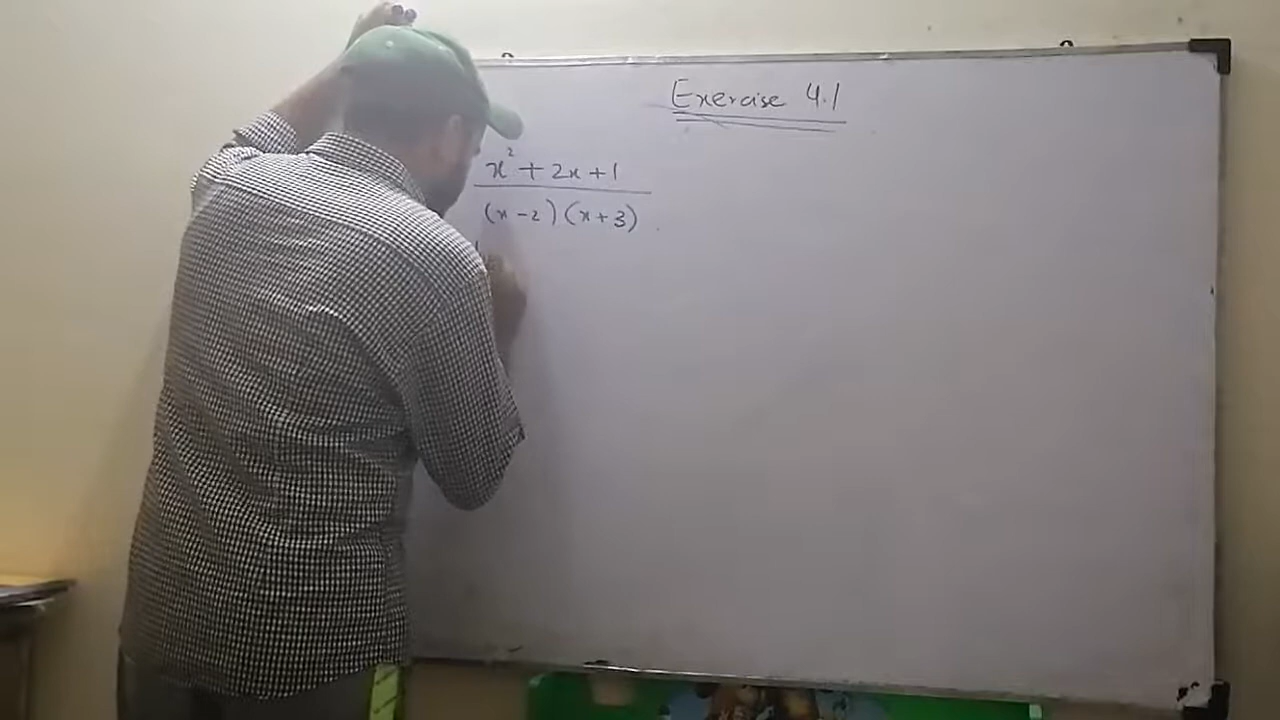 Exercise 4.1
x² + 2x + 1
(x - 2) (x + 3)